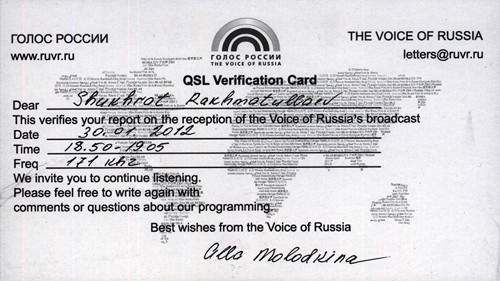 ГОЛОС РОССИИ
www.ruvr.ru
ГОЛОС РОССИИ
THE VOICE OF RUSSIA
THE VOICE OF RUSSIA
letters@ruvr.ru
QSL Verification Card
Dear Shukhrat Rakhmatullaev
This verifies your report on the reception of the Voice of Russia's broadcast
Date 30.01.2012
Time 18.50-19.05
Freq 171 khz
We invite you to continue listening.
Please feel free to write again with
comments or questions about our programming.
Best wishes from the Voice of Russia
Alla Molodkina